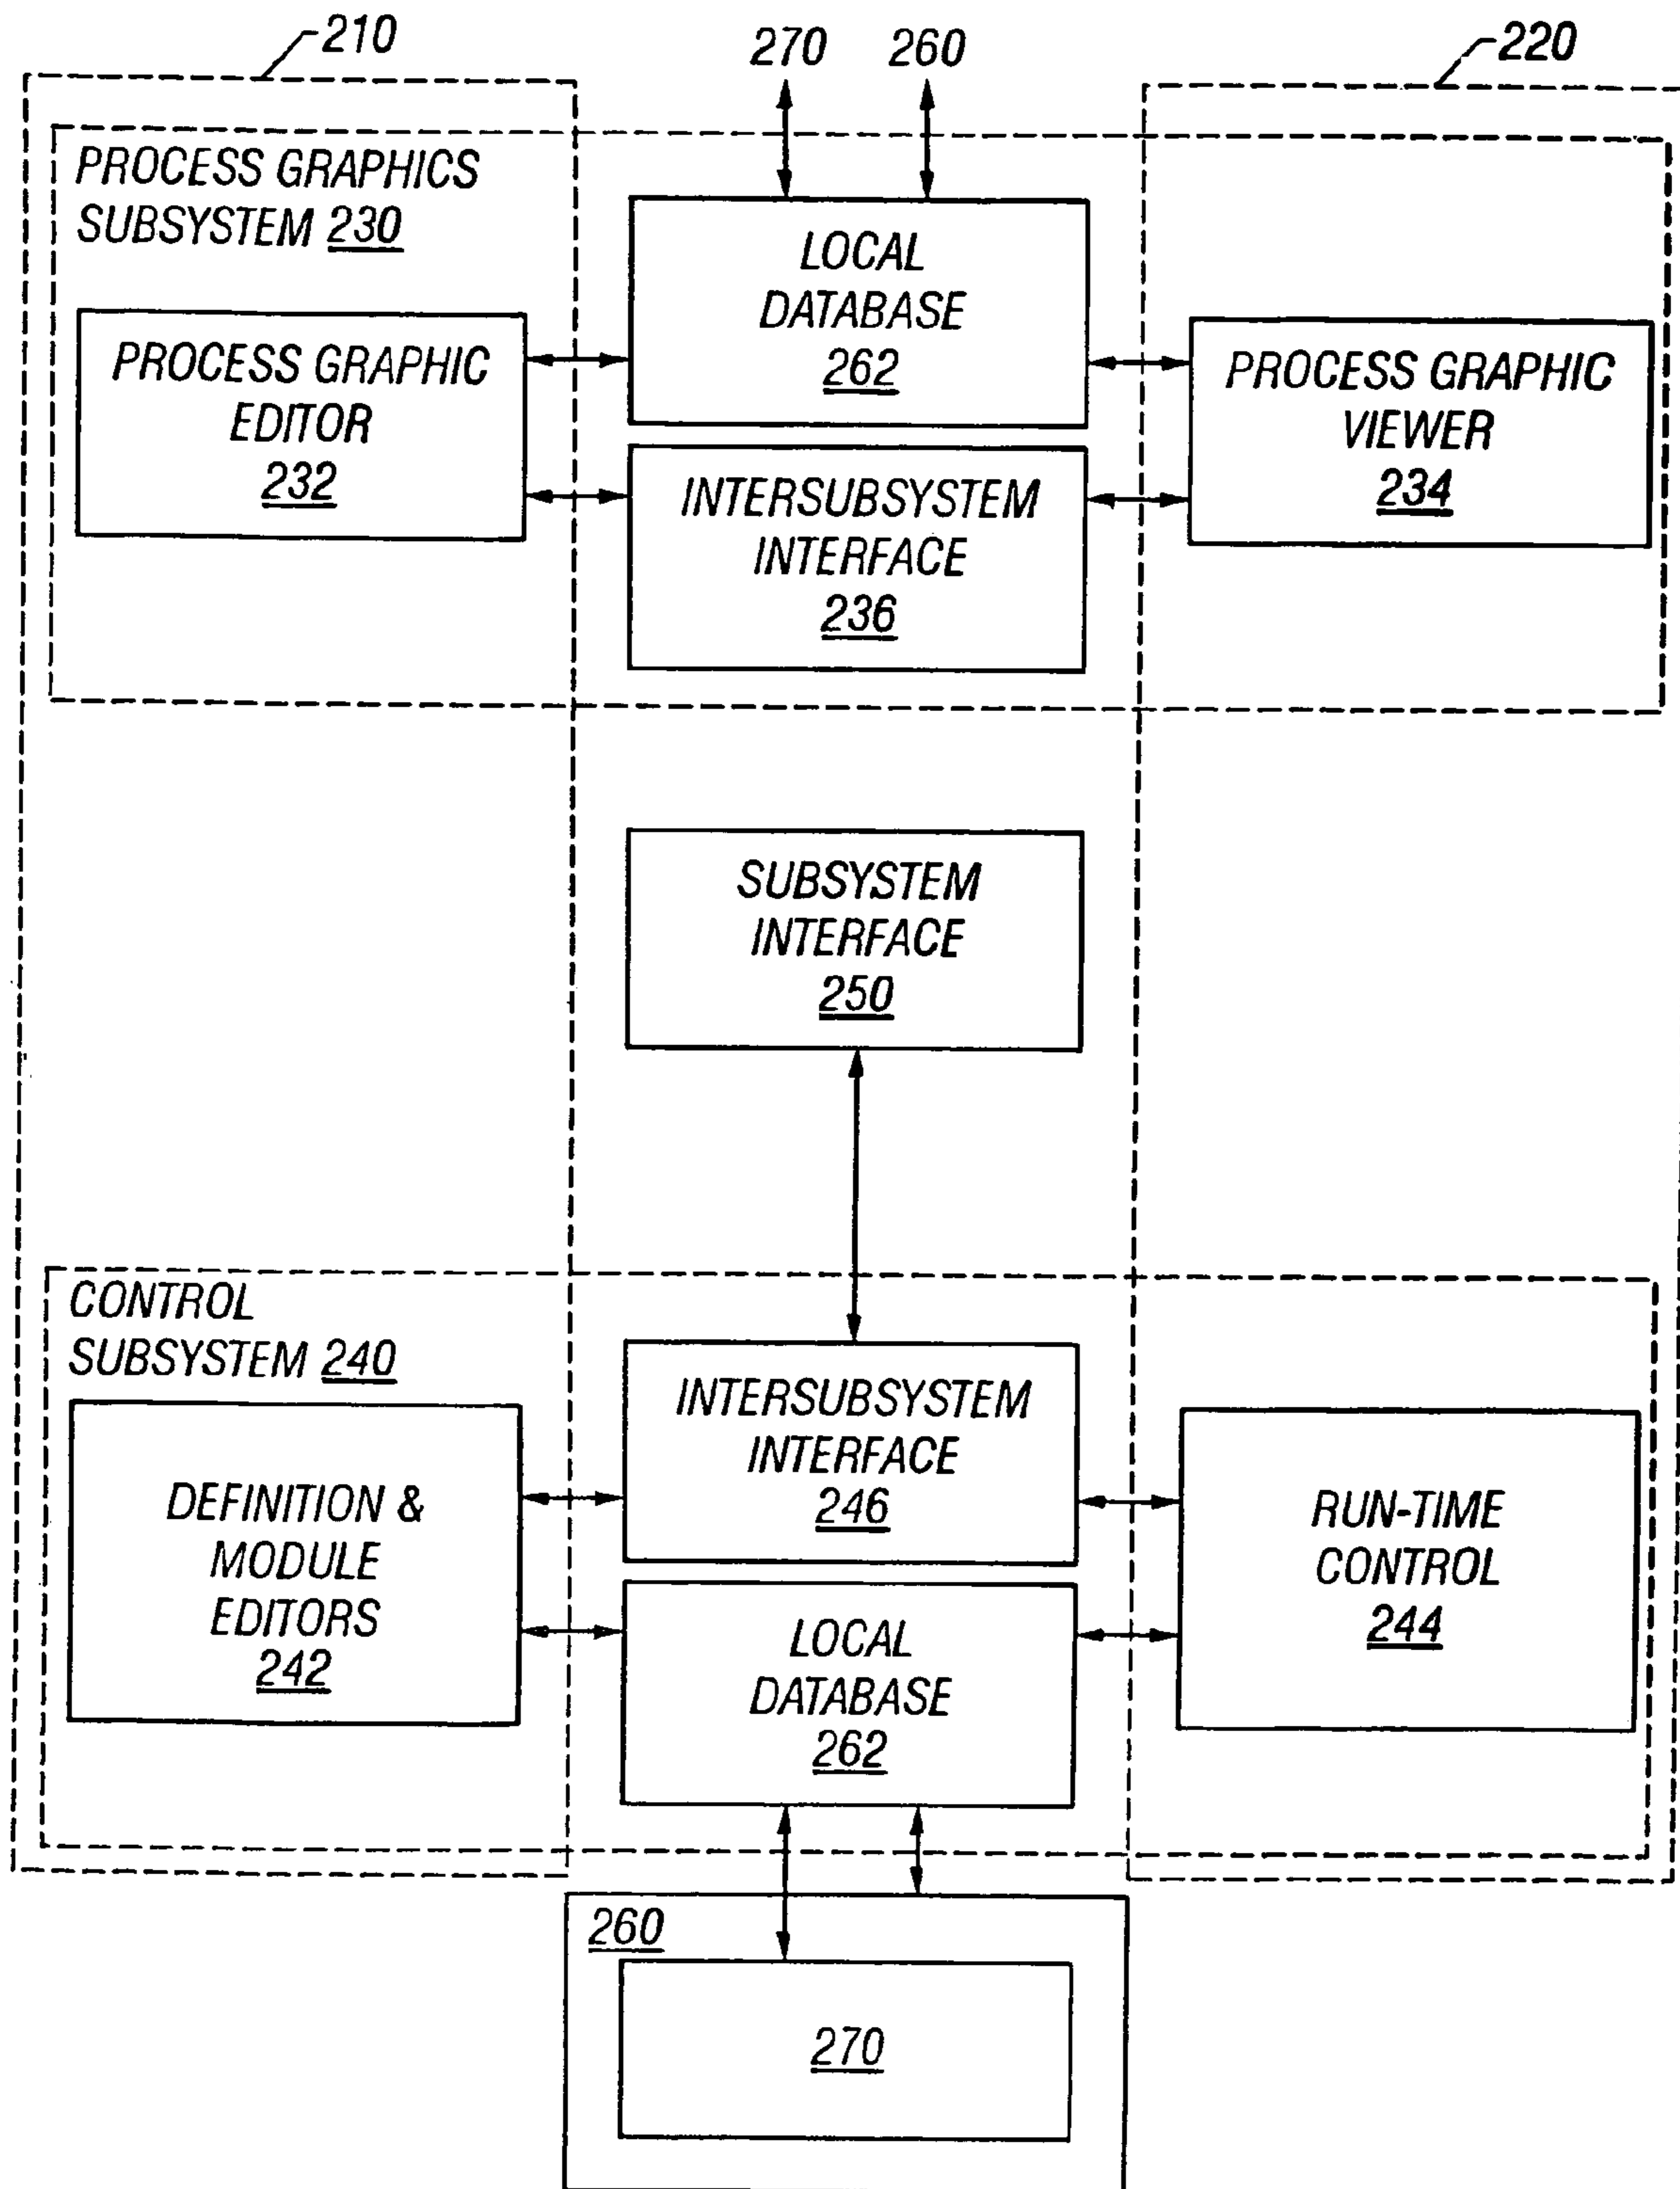 210
270 260
220
PROCESS GRAPHICS
SUBSYSTEM 230
LOCAL
DATABASE
262
PROCESS GRAPHIC
EDITOR
232
PROCESS GRAPHIC
VIEWER
234
INTERSUBSYSTEM
INTERFACE
236
SUBSYSTEM
INTERFACE
250
CONTROL
SUBSYSTEM 240
INTERSUBSYSTEM
INTERFACE
246
DEFINITION &
MODULE
EDITORS
242
RUN-TIME
CONTROL
244
LOCAL
DATABASE
262
260
270